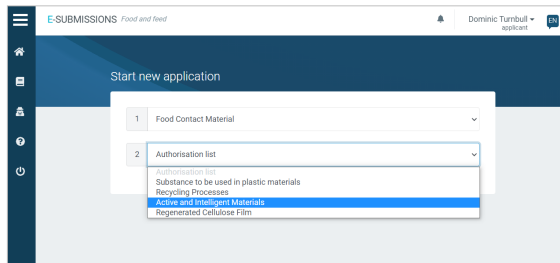 E-SUBMISSIONS Food and feed
Dominic Turnbull
applicant
EN
Start new application
1 Food Contact Material
2 Authorisation list
Authorisation list
Substance to be used in plastic materials
Recycling Processes
Active and Intelligent Materials
Regenerated Cellulose Film